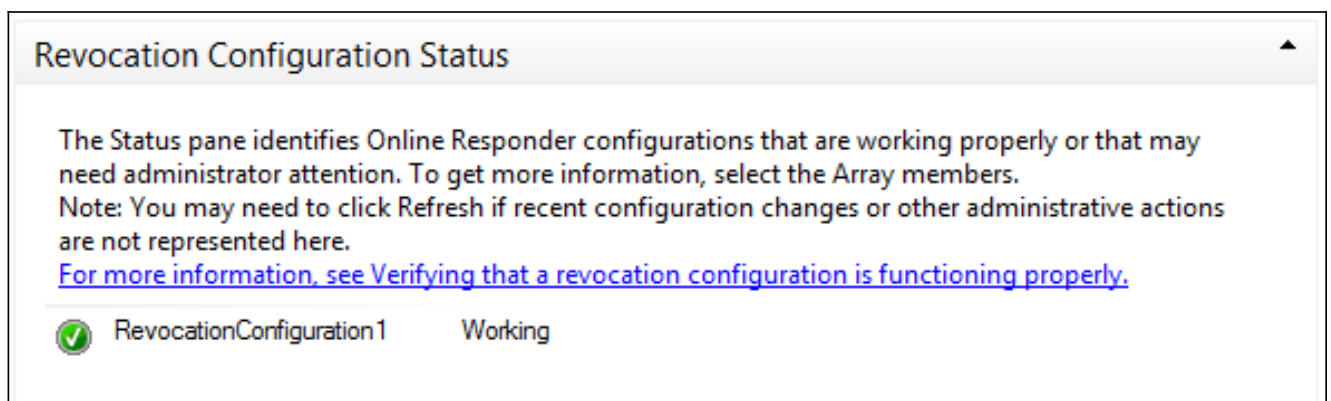 Revocation Configuration Status
The Status pane identifies Online Responder configurations that are working properly or that may
need administrator attention. To get more information, select the Array members.
Note: You may need to click Refresh if recent configuration changes or other administrative actions
are not represented here.
For more information, see Verifying that a revocation configuration is functioning properly.
RevocationConfiguration1 Working